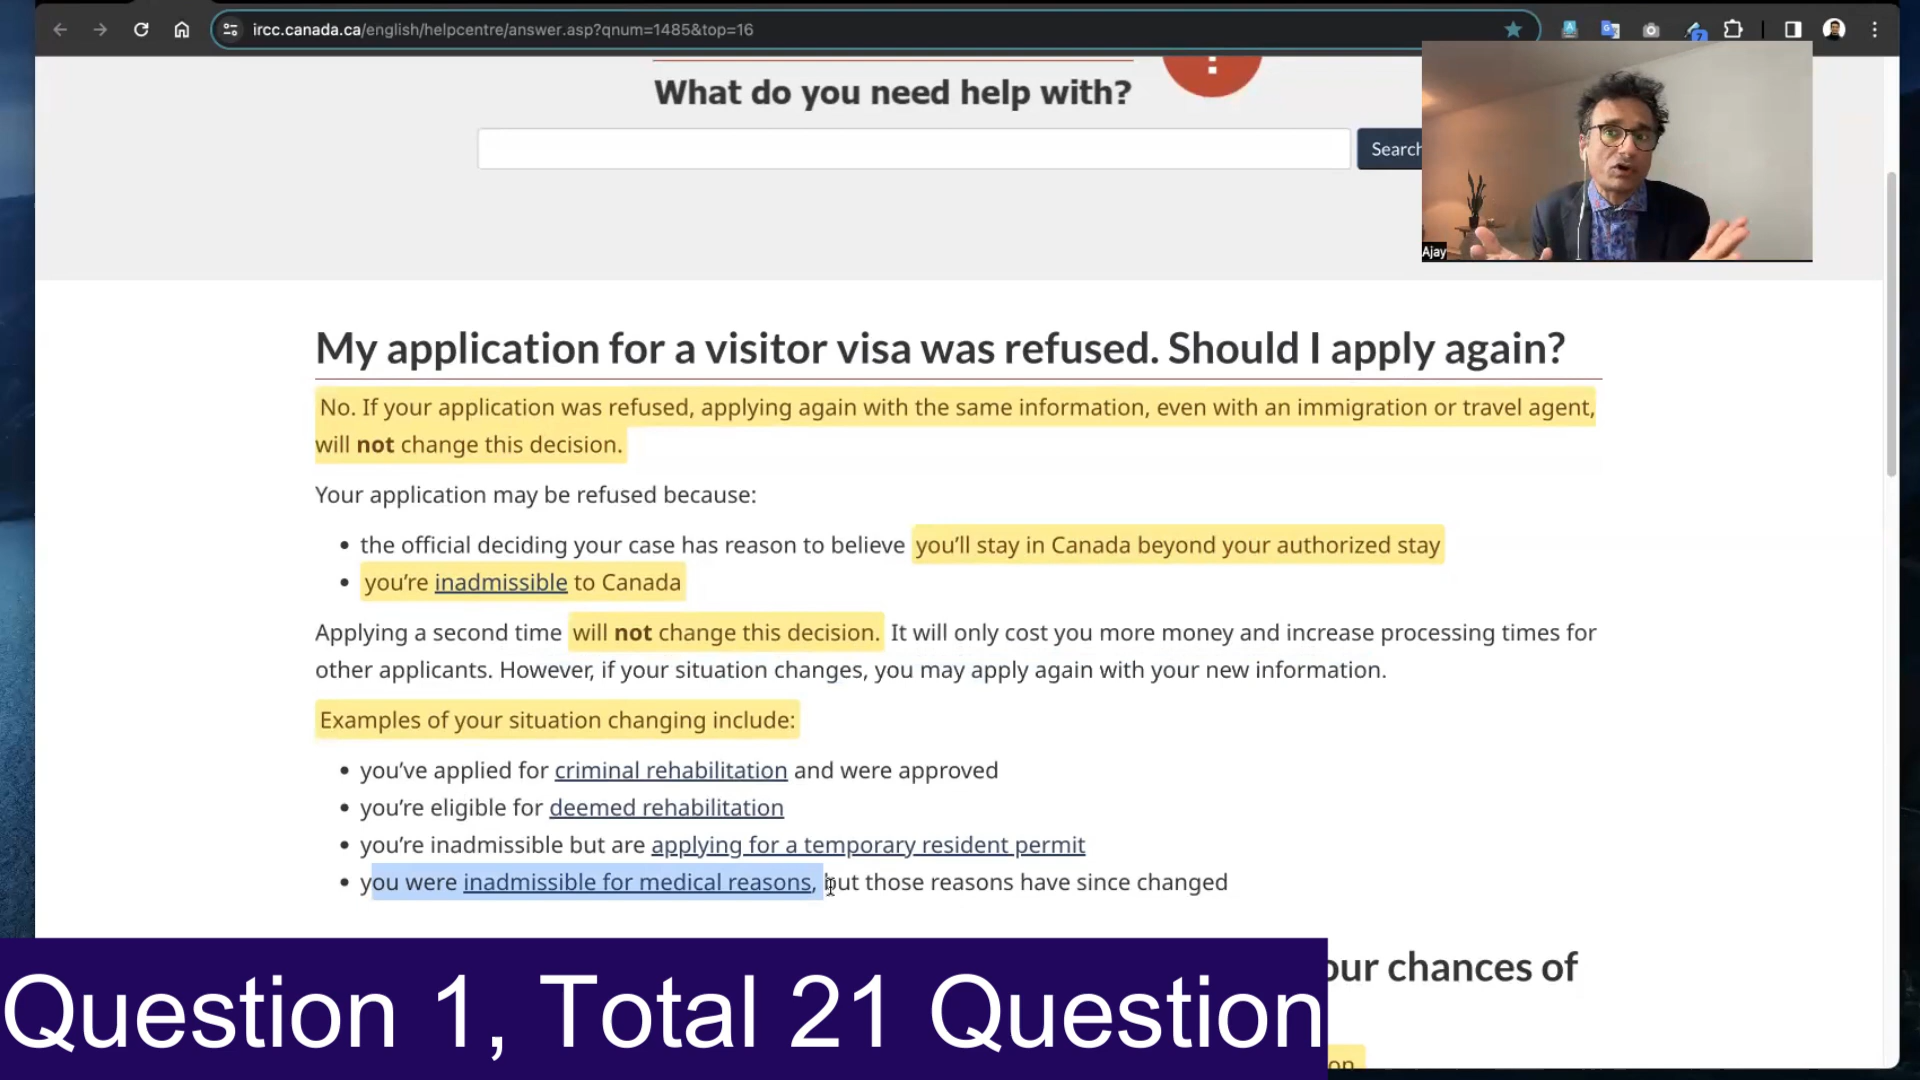 ircc.canada.ca/english/helpcentre/answer.asp?qnum=1485&top=16
7
What do you need help with?
Search
Ajay
My application for a visitor visa was refused. Should I apply again?
No. If your application was refused, applying again with the same information, even with an immigration or travel agent,
will not change this decision.
Your application may be refused because:
the official deciding your case has reason to believe you’ll stay in Canada beyond your authorized stay
you’re inadmissible to Canada
Applying a second time will not change this decision. It will only cost you more money and increase processing times for
other applicants. However, if your situation changes, you may apply again with your new information.
Examples of your situation changing include:
you’ve applied for criminal rehabilitation and were approved
you’re eligible for deemed rehabilitation
you’re inadmissible but are applying for a temporary resident permit
you were inadmissible for medical reasons, but those reasons have since changed
our chances of
Question 1, Total 21 Question
on